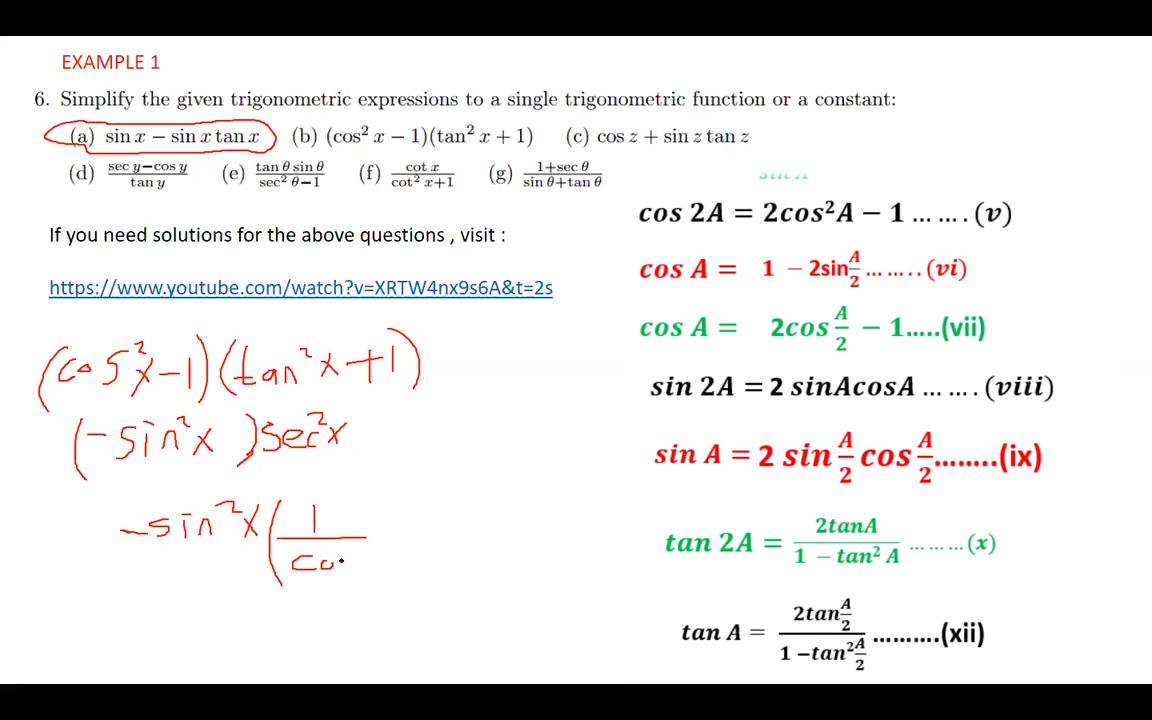 EXAMPLE 1
6. Simplify the given trigonometric expressions to a single trigonometric function or a constant:
(a) sin x − sin x tan x (b) (cos² x − 1)(tan² x + 1) (c) cos z + sin z tan z
(d) (sec y−cos y)/(tan y) (e) (tan θ sin θ)/(sec² θ−1) (f) (cot x)/(cot² x+1) (g) (1+sec θ)/(sin θ+tan θ)
If you need solutions for the above questions , visit :
https://www.youtube.com/watch?v=XRTW4nx9s6A&t=2s
(cos²x−1)(tan²x+1)
(−sin²x )sec²x
−sin²x(1/co
cos 2A = 2cos²A − 1 … … . (v)
cos A = 1 − 2sin A/2 … … . . (vi)
cos A = 2cos A/2 − 1…..(vii)
sin 2A = 2 sinAcosA … … . (viii)
sin A = 2 sin A/2 cos A/2……..(ix)
tan 2A = 2tanA/(1 − tan² A) … … … (x)
tan A = 2tan A/2/(1 −tan² A/2) ……….(xii)